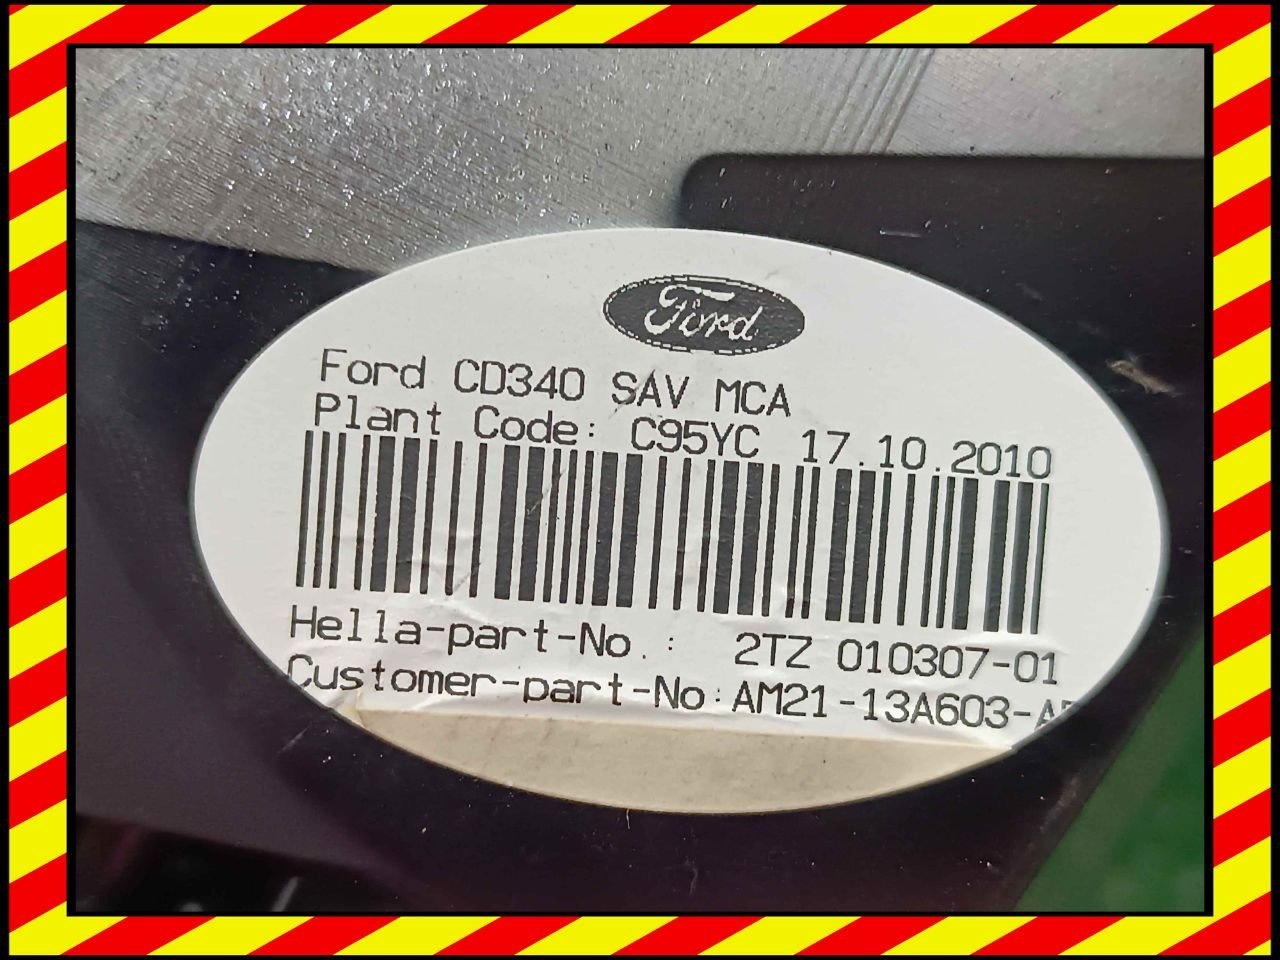 Ford
Ford CD340 SAV MCA
Plant Code: C95YC 17.10.2010
Hella-part-No.: 2TZ 010307-01
Customer-part-No: AM21-13A603-A